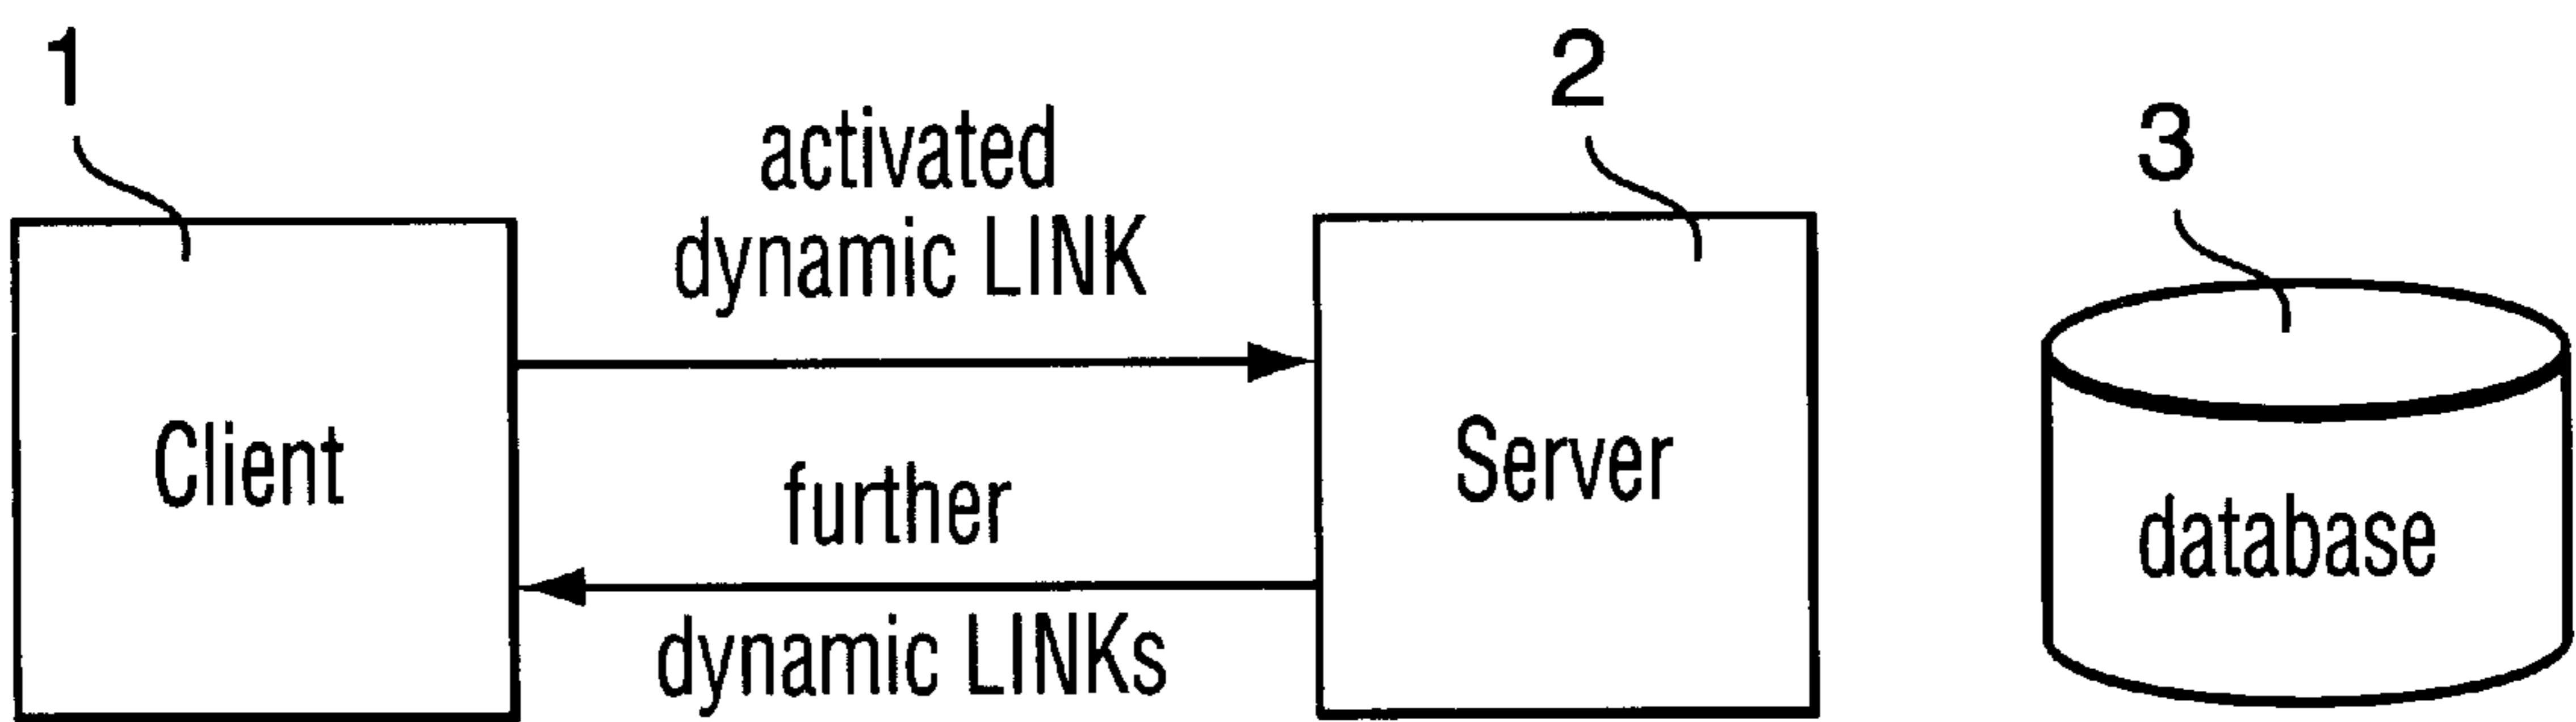 1
2
3
activated
dynamic LINK
Client
Server
further
database
dynamic LINKs